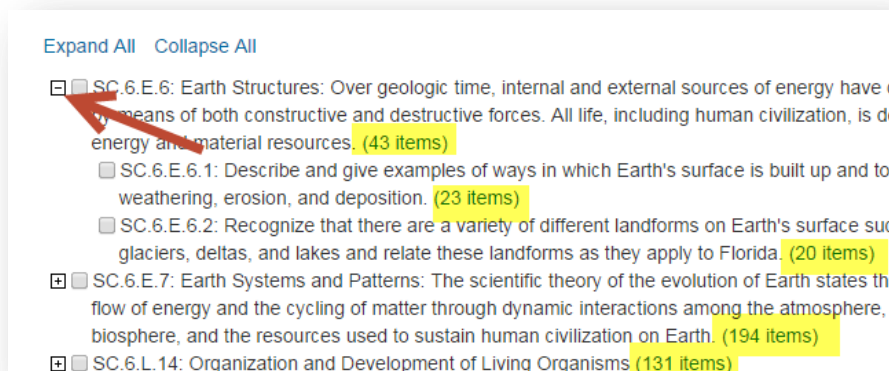 Expand All Collapse All
SC.6.E.6: Earth Structures: Over geologic time, internal and external sources of energy have
by means of both constructive and destructive forces. All life, including human civilization, is
energy and material resources. (43 items)
SC.6.E.6.1: Describe and give examples of ways in which Earth's surface is built up and to
weathering, erosion, and deposition. (23 items)
SC.6.E.6.2: Recognize that there are a variety of different landforms on Earth's surface
glaciers, deltas, and lakes and relate these landforms as they apply to Florida. (20 items)
SC.6.E.7: Earth Systems and Patterns: The scientific theory of the evolution of Earth states
flow of energy and the cycling of matter through dynamic interactions among the atmosphere,
biosphere, and the resources used to sustain human civilization on Earth. (194 items)
SC.6.L.14: Organization and Development of Living Organisms (131 items)